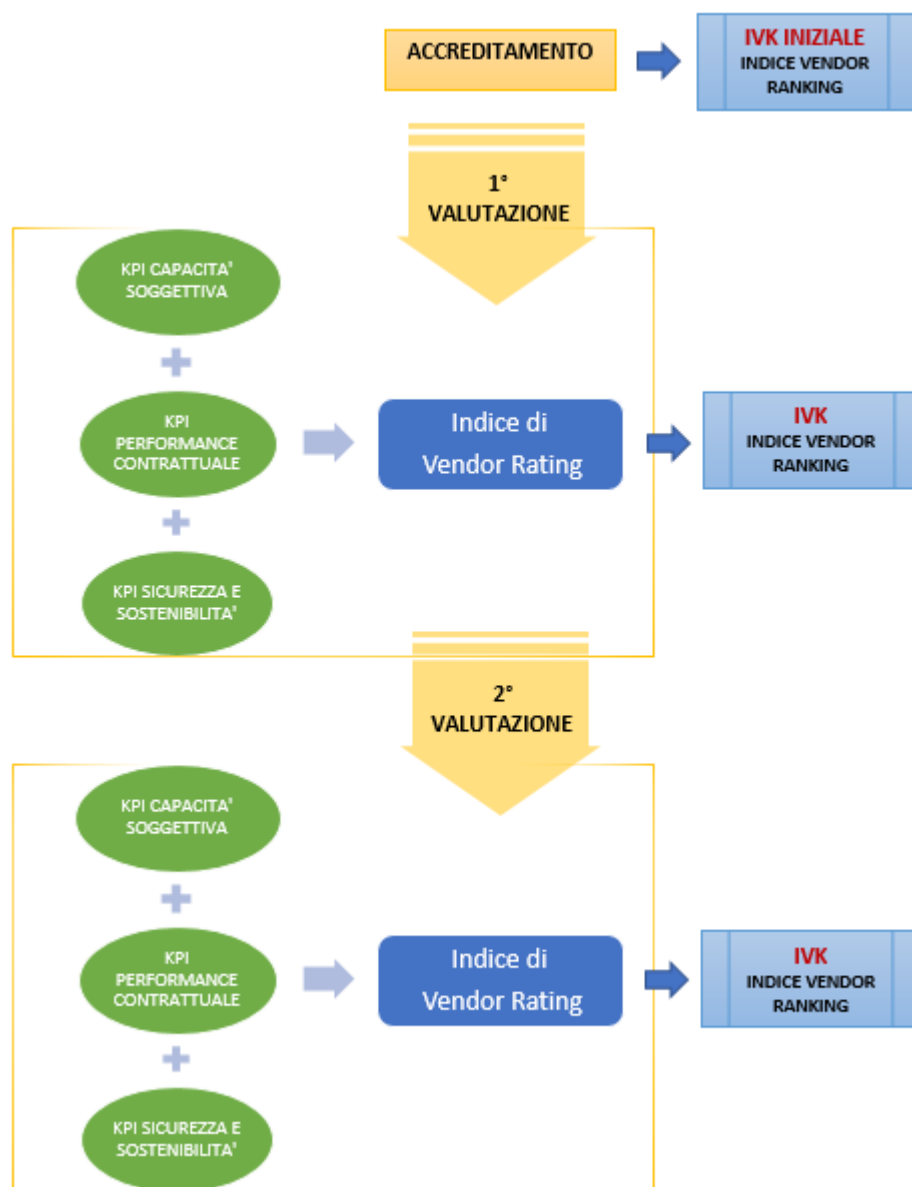 ACCREDITAMENTO
IVK INIZIALE
INDICE VENDOR
RANKING
1°
VALUTAZIONE
KPI CAPACITA'
SOGGETTIVA
KPI
PERFORMANCE
CONTRATTUALE
Indice di
Vendor Rating
IVK
INDICE VENDOR
RANKING
KPI SICUREZZA E
SOSTENIBILITA'
2°
VALUTAZIONE
KPI CAPACITA'
SOGGETTIVA
KPI
PERFORMANCE
CONTRATTUALE
Indice di
Vendor Rating
IVK
INDICE VENDOR
RANKING
KPI SICUREZZA E
SOSTENIBILITA'